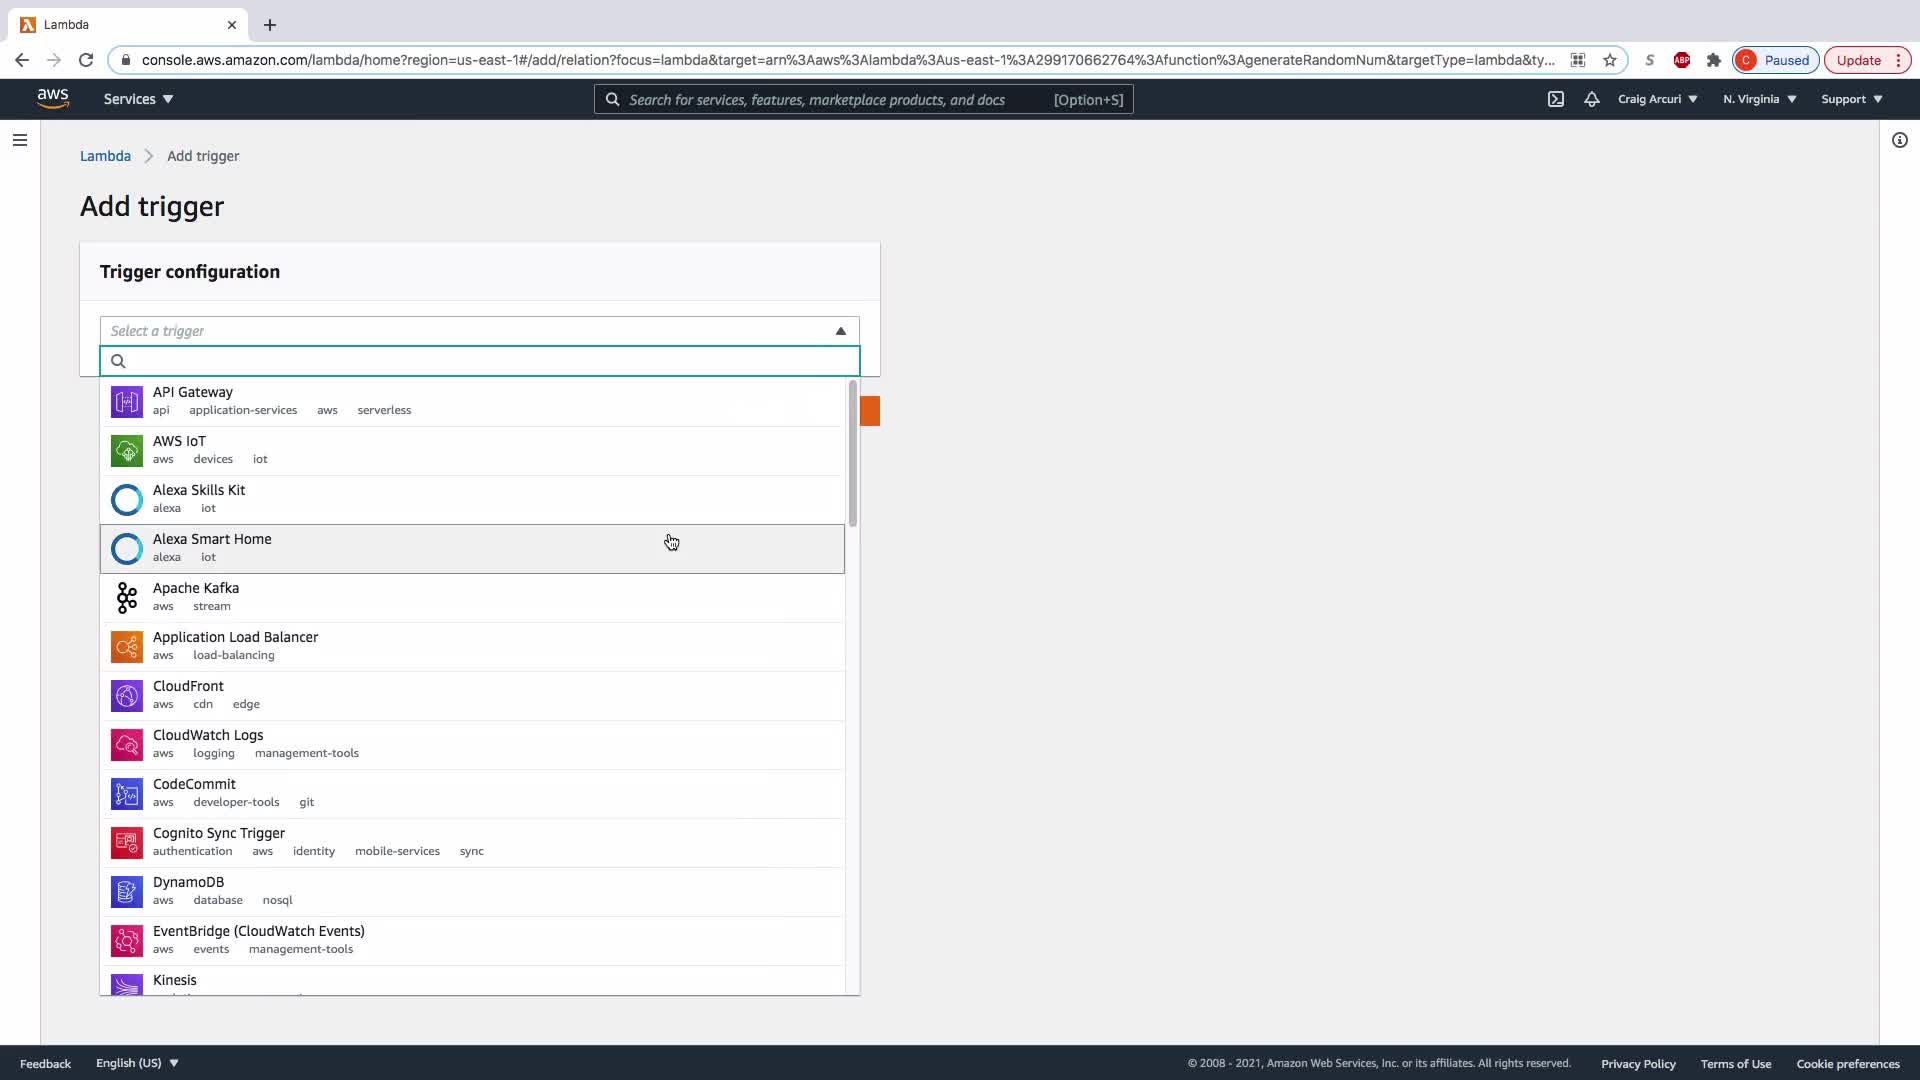 Lambda
console.aws.amazon.com/lambda/home?region=us-east-1#/add/relation?focus=lambda&target=arn%3Aaws%3Alambda%3Aus-east-1%3A299170662764%3Afunction%3AgenerateRandomNum&targetType=lambda&ty...
S
ABP
C Paused
Update
aws
Services
Search for services, features, marketplace products, and docs [Option+S]
Craig Arcuri
N. Virginia
Support
Lambda > Add trigger
Add trigger
Trigger configuration
Select a trigger
API Gateway
api application-services aws serverless
AWS IoT
aws devices iot
Alexa Skills Kit
alexa iot
Alexa Smart Home
alexa iot
Apache Kafka
aws stream
Application Load Balancer
aws load-balancing
CloudFront
aws cdn edge
CloudWatch Logs
aws logging management-tools
CodeCommit
aws developer-tools git
Cognito Sync Trigger
authentication aws identity mobile-services sync
DynamoDB
aws database nosql
EventBridge (CloudWatch Events)
aws events management-tools
Kinesis
Feedback
English (US)
© 2008 - 2021, Amazon Web Services, Inc. or its affiliates. All rights reserved.
Privacy Policy
Terms of Use
Cookie preferences